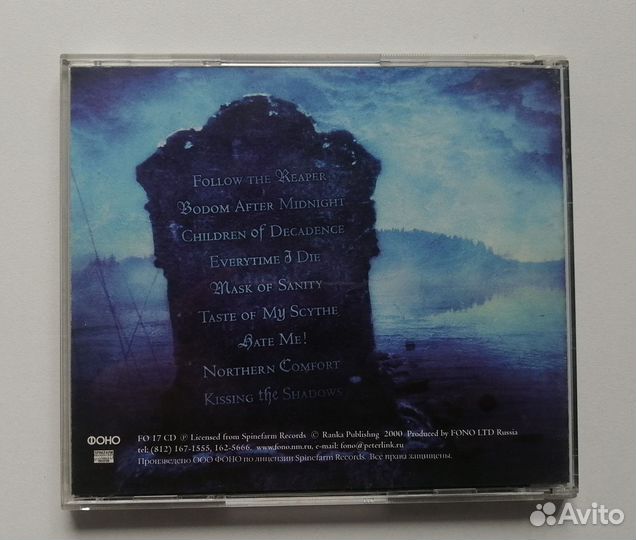 Follow the Reaper
Bodom After Midnight
Children of Decadence
Everytime I Die
Mask of Sanity
Taste of My Scythe
Hate Me!
Northern Comfort
Kissing the Shadows
ФОНО
FO 17 CD ℗ Licensed from Spinefarm Records © Ranka Publishng 2000 Produced by FONO LTD Russia
tel: (812) 167-1555, 162-5666, www.fono.nm.ru, e-mail: fono@peterlink.ru
Произведено ООО ФОНО по лицензии Spinefarm Records. Все права защищены.
Avito